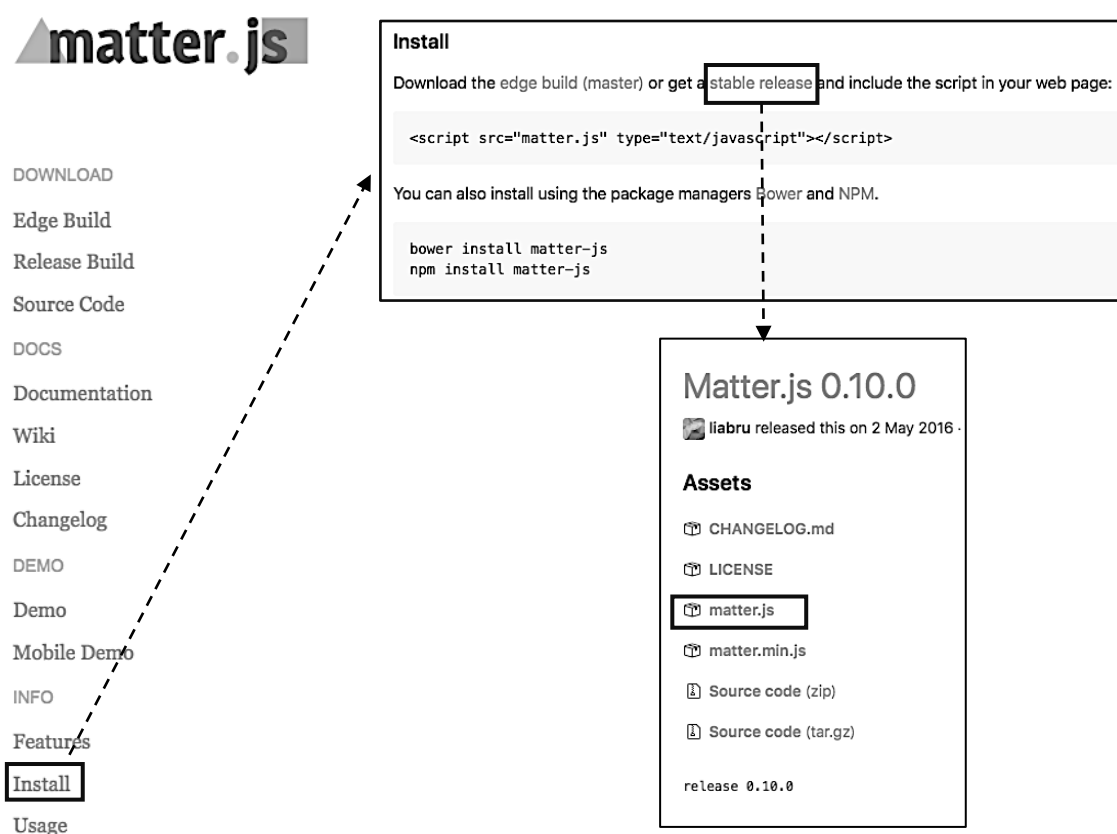 matter.js
DOWNLOAD
Edge Build
Release Build
Source Code
DOCS
Documentation
Wiki
License
Changelog
DEMO
Demo
Mobile Demo
INFO
Features
Install
Usage
Install
Download the edge build (master) or get a stable release and include the script in your web page:
<script src="matter.js" type="text/javascript"></script>
You can also install using the package managers Bower and NPM.
bower install matter-js
npm install matter-js
Matter.js 0.10.0
liabru released this on 2 May 2016 ·
Assets
CHANGELOG.md
LICENSE
matter.js
matter.min.js
Source code (zip)
Source code (tar.gz)
release 0.10.0